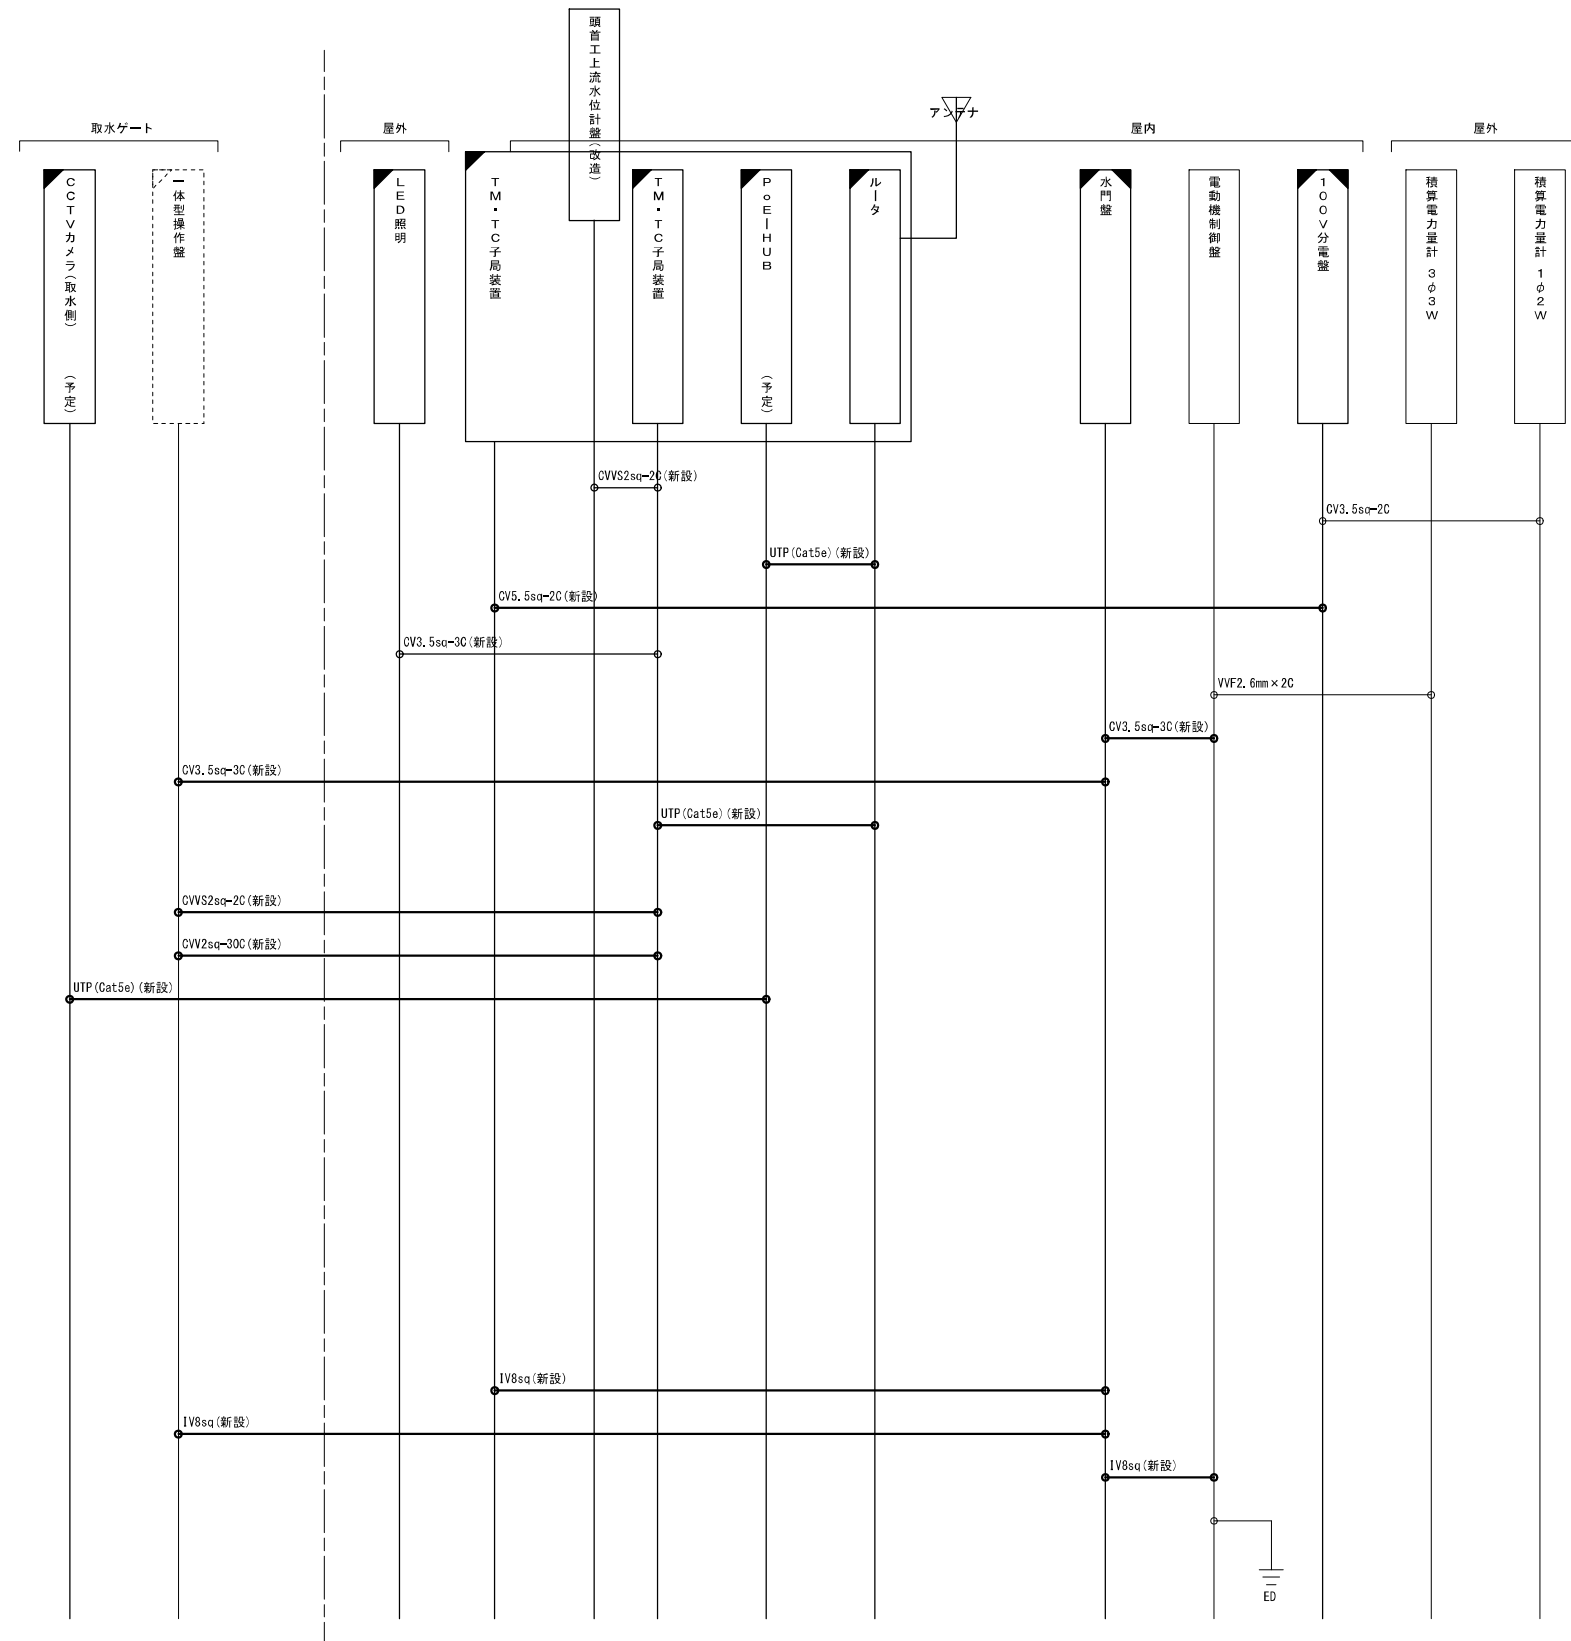 頭首工上流水位計盤(改造)
アンテナ
取水ゲート
屋外
屋内
屋外
CCTVカメラ(取水側) (予定)
一体型操作盤
LED照明
TM・TC子局装置
TM・TC子局装置
PoE-HUB (予定)
ルータ
水門盤
電動機制御盤
100V分電盤
積算電力量計 3φ3W
積算電力量計 1φ2W
CVVS2sq-2C(新設)
CV3.5sq-2C
UTP(Cat5e)(新設)
CV5.5sq-2C(新設)
CV3.5sq-3C(新設)
VVF2.6mm×2C
CV3.5sq-3C(新設)
CV3.5sq-3C(新設)
UTP(Cat5e)(新設)
CVVS2sq-2C(新設)
CVV2sq-30C(新設)
UTP(Cat5e)(新設)
IV8sq(新設)
IV8sq(新設)
IV8sq(新設)
ED